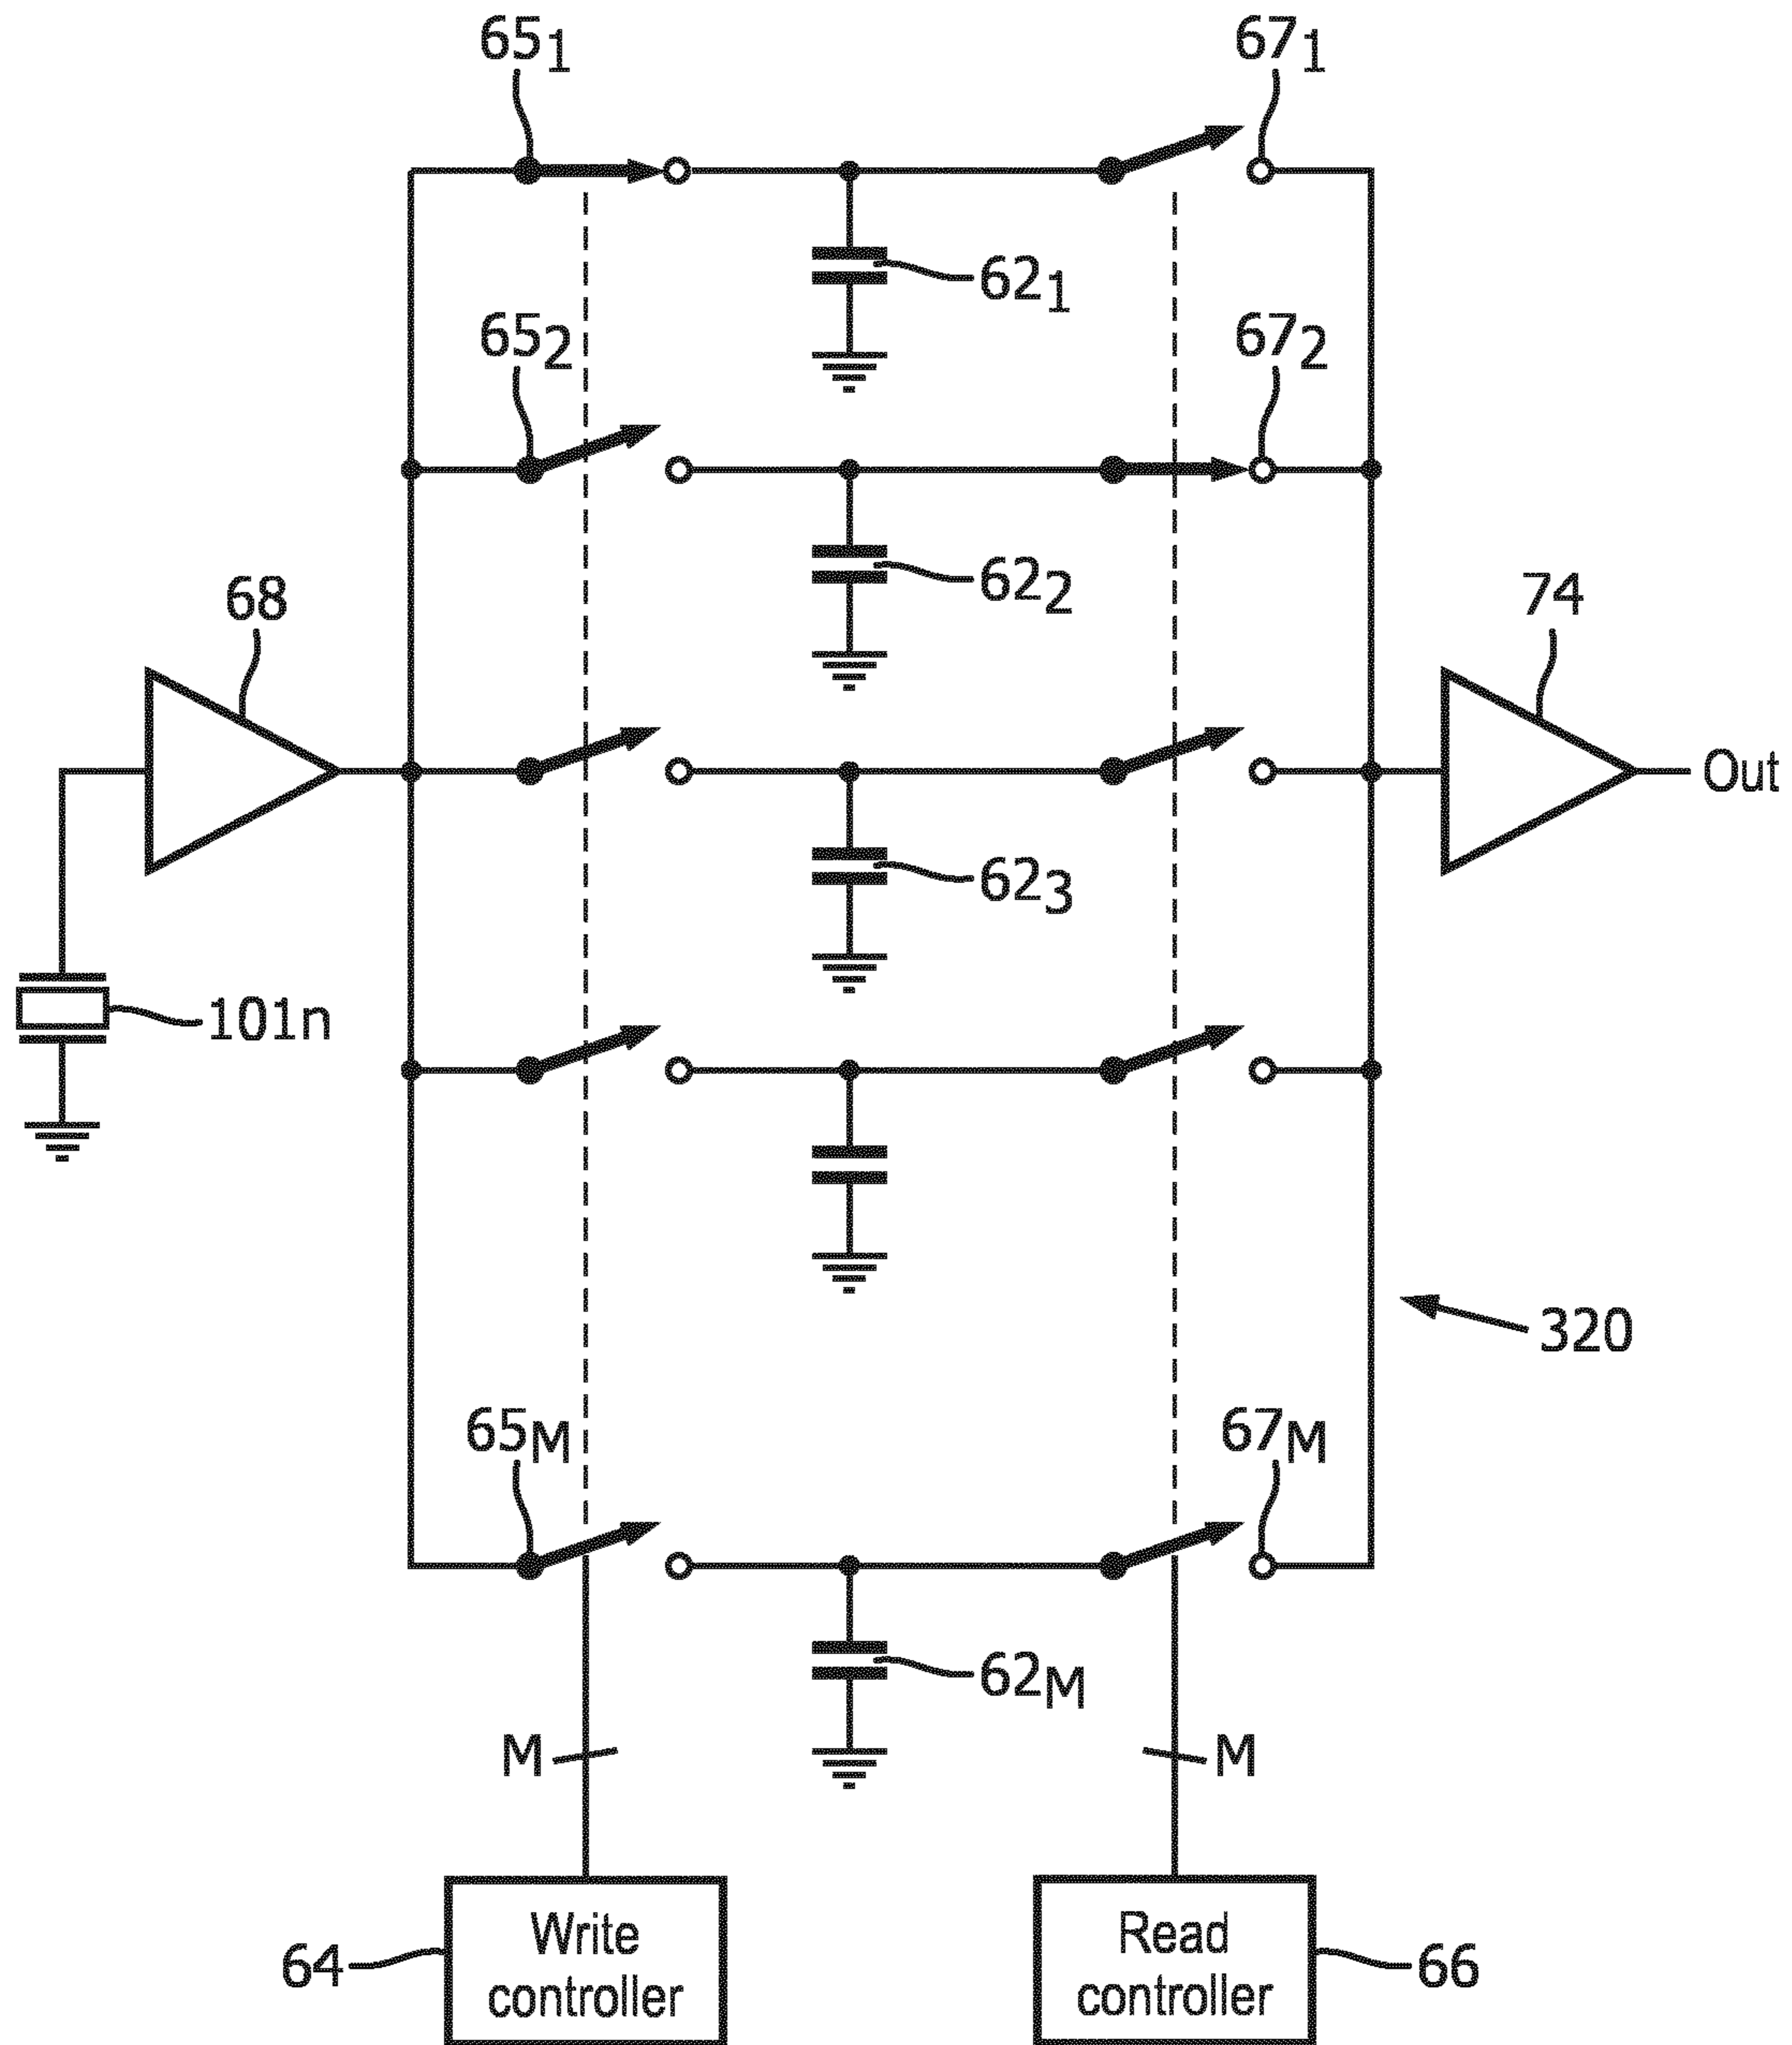 65₁ 67₁
62₁
65₂ 67₂
62₂
68 74
Out
62₃
101n
320
65M 67M
62M
M M
Write Read
64 66
controller controller